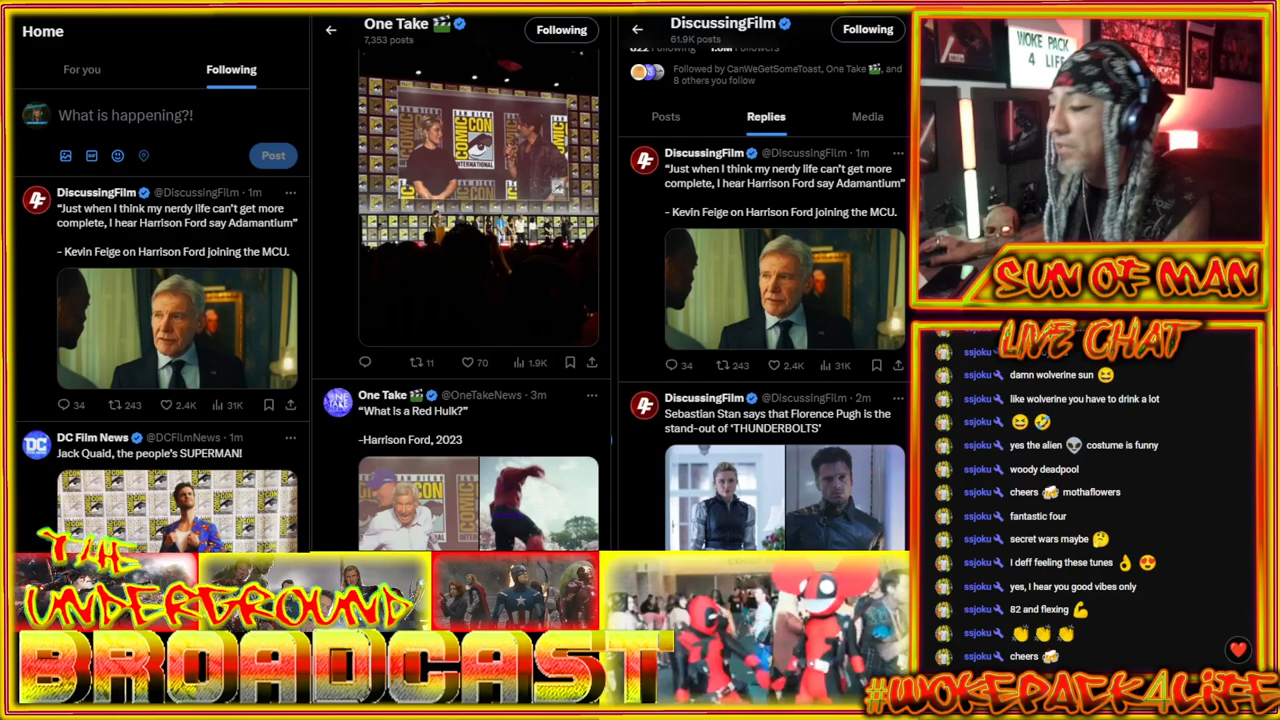 Home
For you
Following
What is happening?!
Post
DiscussingFilm @DiscussingFilm · 1m
“Just when I think my nerdy life can’t get more
complete, I hear Harrison Ford say Adamantium”
– Kevin Feige on Harrison Ford joining the MCU.
34 243 2.4K 31K
DC Film News @DCFilmNews · 1m
Jack Quaid, the people’s SUPERMAN!
One Take
7,353 posts
Following
SAN DIEGO
COMIC
CON
INTERNATIONAL
11 70 1.9K
One Take @OneTakeNews · 3m
“What is a Red Hulk?”
–Harrison Ford, 2023
DiscussingFilm
61.9K posts
Following
Followed by CanWeGetSomeToast, One Take, and
8 others you follow
Posts
Replies
Media
DiscussingFilm @DiscussingFilm · 1m
“Just when I think my nerdy life can’t get more
complete, I hear Harrison Ford say Adamantium”
– Kevin Feige on Harrison Ford joining the MCU.
34 243 2.4K 31K
DiscussingFilm @DiscussingFilm · 2m
Sebastian Stan says that Florence Pugh is the
stand-out of ‘THUNDERBOLTS’
WOKE PACK
4 LIFE
SUN OF MAN
LIVE CHAT
ssjoku
ssjoku damn wolverine sun 😆
ssjoku like wolverine you have to drink a lot
ssjoku 😆 🤣
ssjoku yes the alien 👽 costume is funny
ssjoku woody deadpool
ssjoku cheers 🍻 mothaflowers
ssjoku fantastic four
ssjoku secret wars maybe 🤔
ssjoku I deff feeling these tunes 👌 😍
ssjoku yes, I hear you good vibes only
ssjoku 82 and flexing 💪
ssjoku 👏 👏 👏
ssjoku cheers 🍻
THE
UNDERGROUND
BROADCAST
#WOKEPACK4LIFE